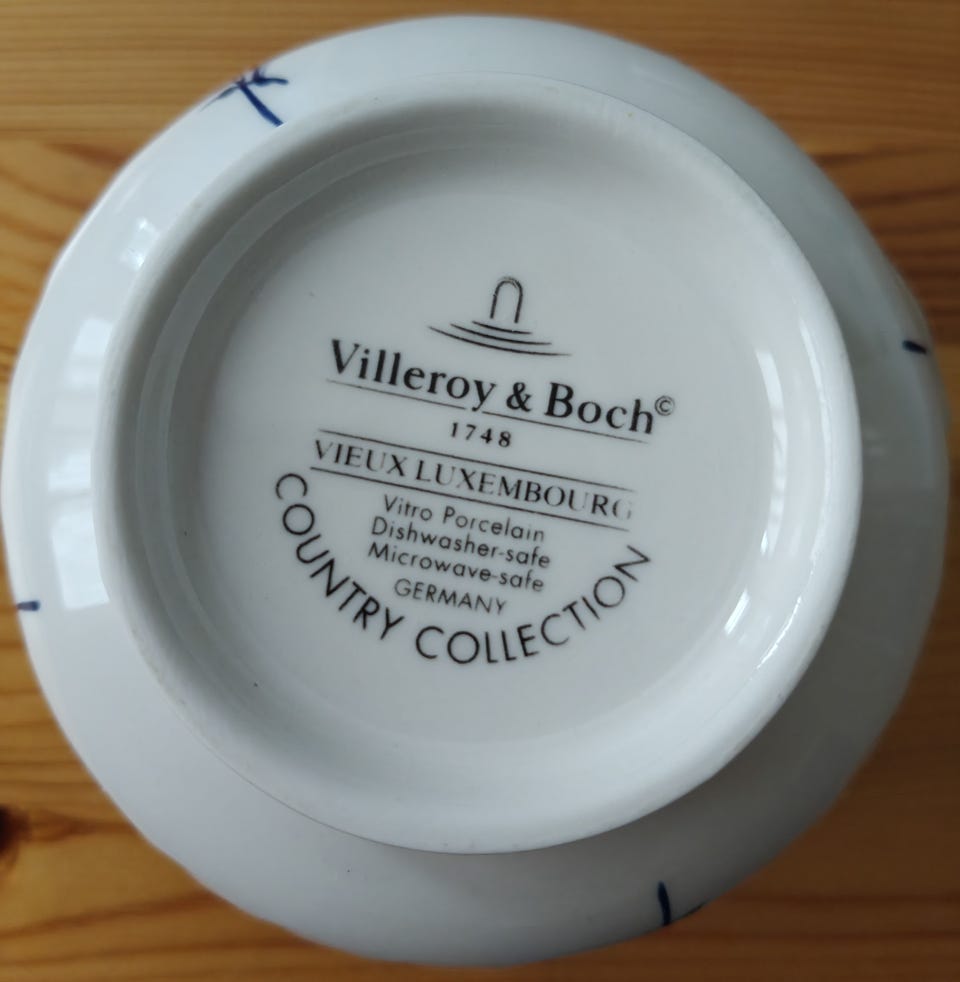 Villeroy & Boch©
1748
VIEUX LUXEMBOURG
Vitro Porcelain
Dishwasher-safe
Microwave-safe
GERMANY
COUNTRY COLLECTION